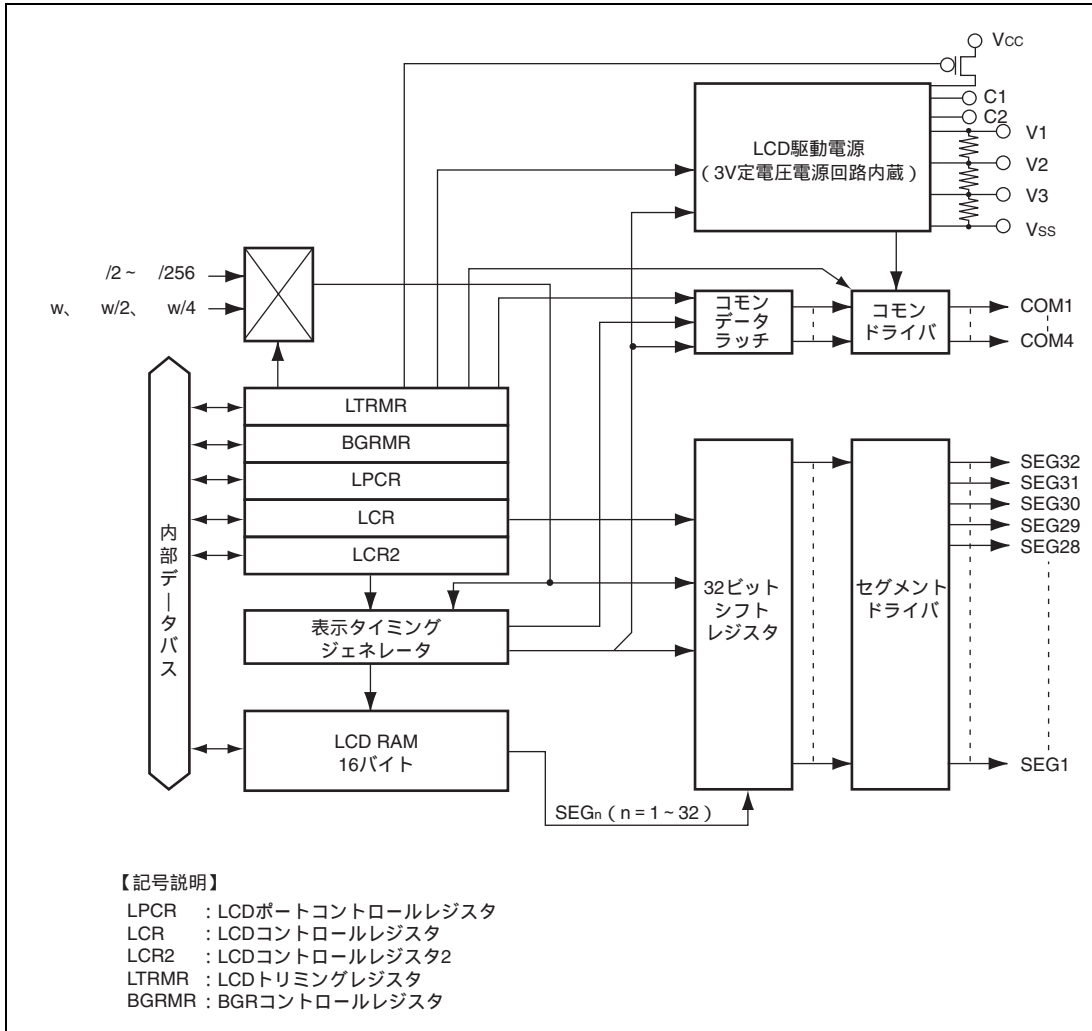 VCC
C1
C2
V1
V2
V3
VSS
LCD駆動電源
(3V定電圧電源回路内蔵)
/2～ /256
w、 w/2、 w/4
コモン
データ
ラッチ
コモン
ドライバ
COM1
COM4
内部データバス
LTRMR
BGRMR
LPCR
LCR
LCR2
表示タイミング
ジェネレータ
LCD RAM
16バイト
32ビット
シフト
レジスタ
セグメント
ドライバ
SEG32
SEG31
SEG30
SEG29
SEG28
SEG1
SEGn(n=1～32)
【記号説明】
LPCR :LCDポートコントロールレジスタ
LCR :LCDコントロールレジスタ
LCR2 :LCDコントロールレジスタ2
LTRMR :LCDトリミングレジスタ
BGRMR :BGRコントロールレジスタ